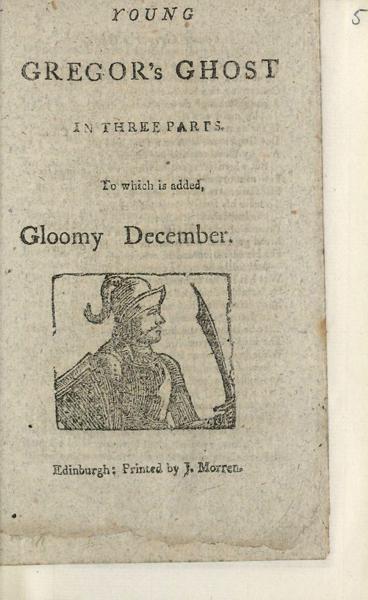 5
YOUNG
GREGOR's GHOST
IN THREE PARTS.
To which is added,
Gloomy December.
Edinburgh: Printed by J. Morren.